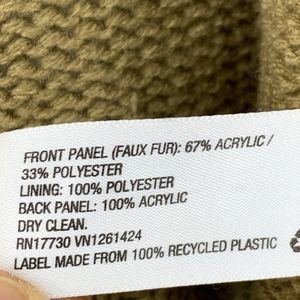 FRONT PANEL (FAUX FUR): 67% ACRYLIC /
33% POLYESTER
LINING: 100% POLYESTER
BACK PANEL: 100% ACRYLIC
DRY CLEAN.
RN17730 VN1261424
LABEL MADE FROM 100% RECYCLED PLASTIC